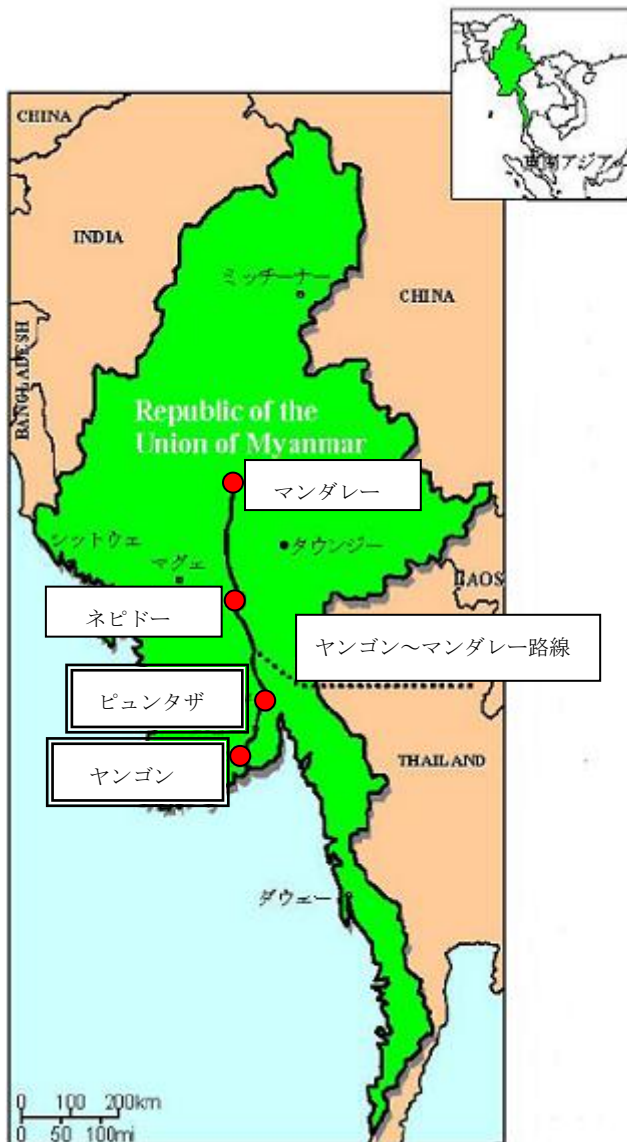 東南アジア
CHINA
INDIA
ミッチーナー
CHINA
BANGLADESH
Republic of the
Union of Myanmar
マンダレー
シットウェ
タウンジー
マグェ
LAOS
ネピドー
ヤンゴン～マンダレー路線
ピュンタザ
ヤンゴン
THAILAND
ダウェー
0 100 200km
0 50 100mi